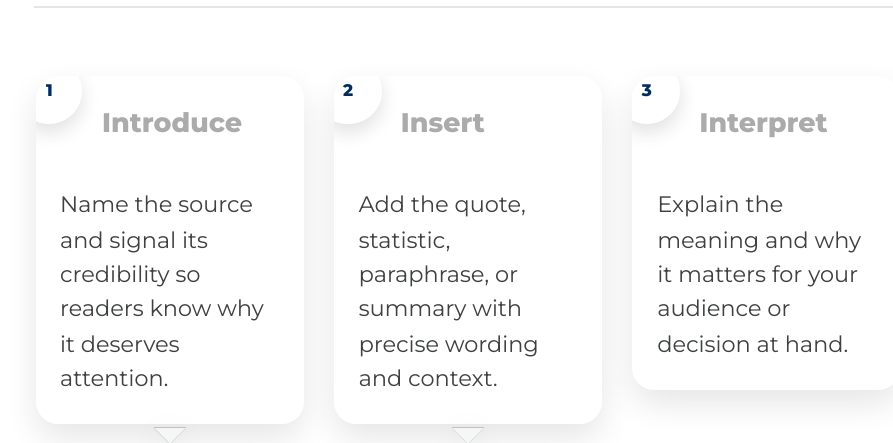 1
Introduce
Name the source
and signal its
credibility so
readers know why
it deserves
attention.
2
Insert
Add the quote,
statistic,
paraphrase, or
summary with
precise wording
and context.
3
Interpret
Explain the
meaning and why
it matters for your
audience or
decision at hand.